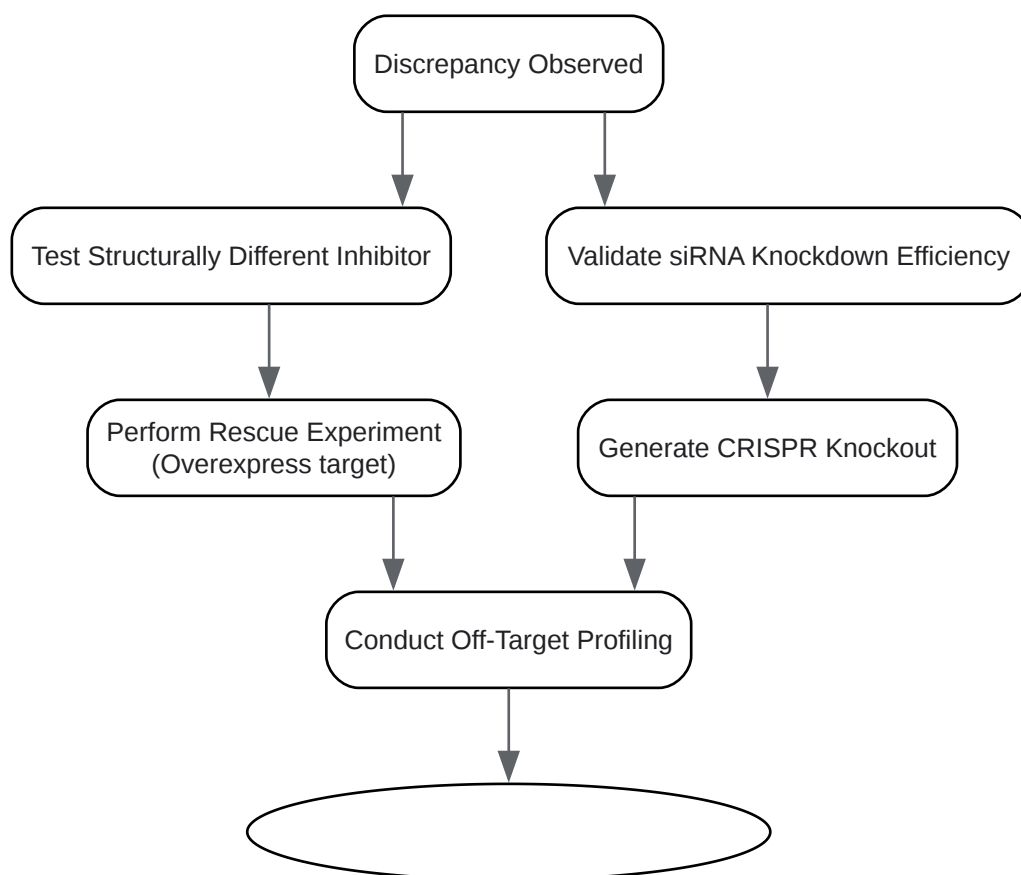 Discrepancy Observed
Test Structurally Different Inhibitor
Validate siRNA Knockdown Efficiency
Perform Rescue Experiment
(Overexpress target)
Generate CRISPR Knockout
Conduct Off-Target Profiling